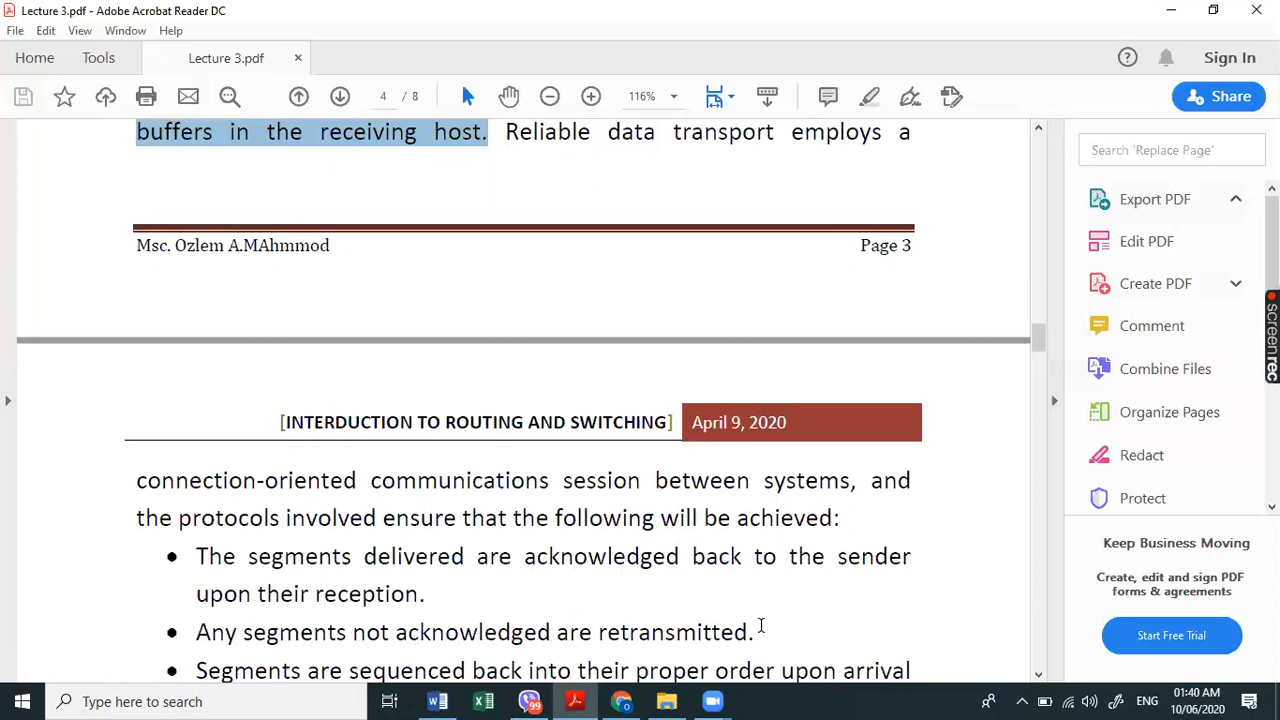 Lecture 3.pdf - Adobe Acrobat Reader DC
File Edit View Window Help
Home Tools Lecture 3.pdf × Sign In
4 / 8 116% Share
buffers in the receiving host. Reliable data transport employs a
Msc. Ozlem A.MAhmmod Page 3
[INTERDUCTION TO ROUTING AND SWITCHING] April 9, 2020
connection-oriented communications session between systems, and
the protocols involved ensure that the following will be achieved:
• The segments delivered are acknowledged back to the sender
upon their reception.
• Any segments not acknowledged are retransmitted.
• Segments are sequenced back into their proper order upon arrival
Search 'Replace Page'
Export PDF
Edit PDF
Create PDF
Comment
Combine Files
Organize Pages
Redact
Protect
Keep Business Moving
Create, edit and sign PDF
forms & agreements
Start Free Trial
screenrec
Type here to search
99
ENG
01:40 AM
10/06/2020